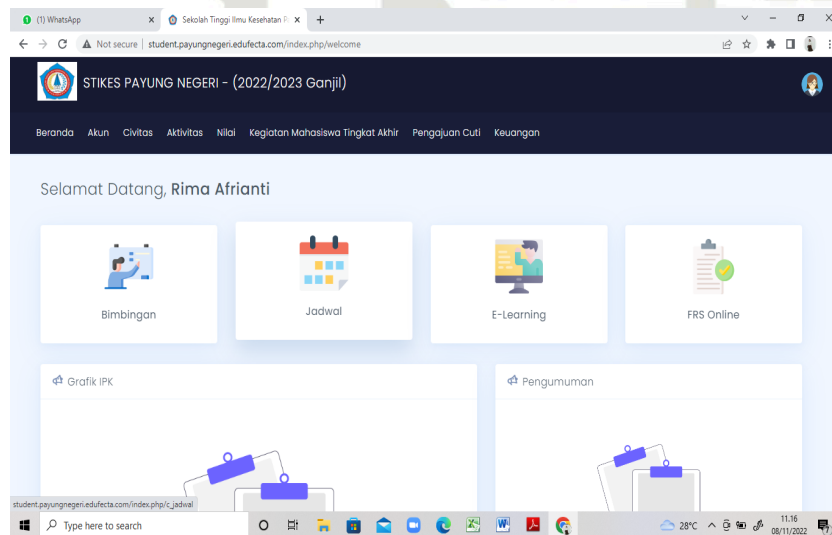 (1) WhatsApp
Sekolah Tinggi Ilmu Kesehatan P
Not secure | student.payungnegeri.edufecta.com/index.php/welcome
STIKES PAYUNG NEGERI - (2022/2023 Ganjil)
Beranda Akun Civitas Aktivitas Nilai Kegiatan Mahasiswa Tingkat Akhir Pengajuan Cuti Keuangan
Selamat Datang, Rima Afrianti
Bimbingan
Jadwal
E-Learning
FRS Online
Grafik IPK
Pengumuman
student.payungnegeri.edufecta.com/index.php/c_jadwal
Type here to search
28°C
11.16
08/11/2022